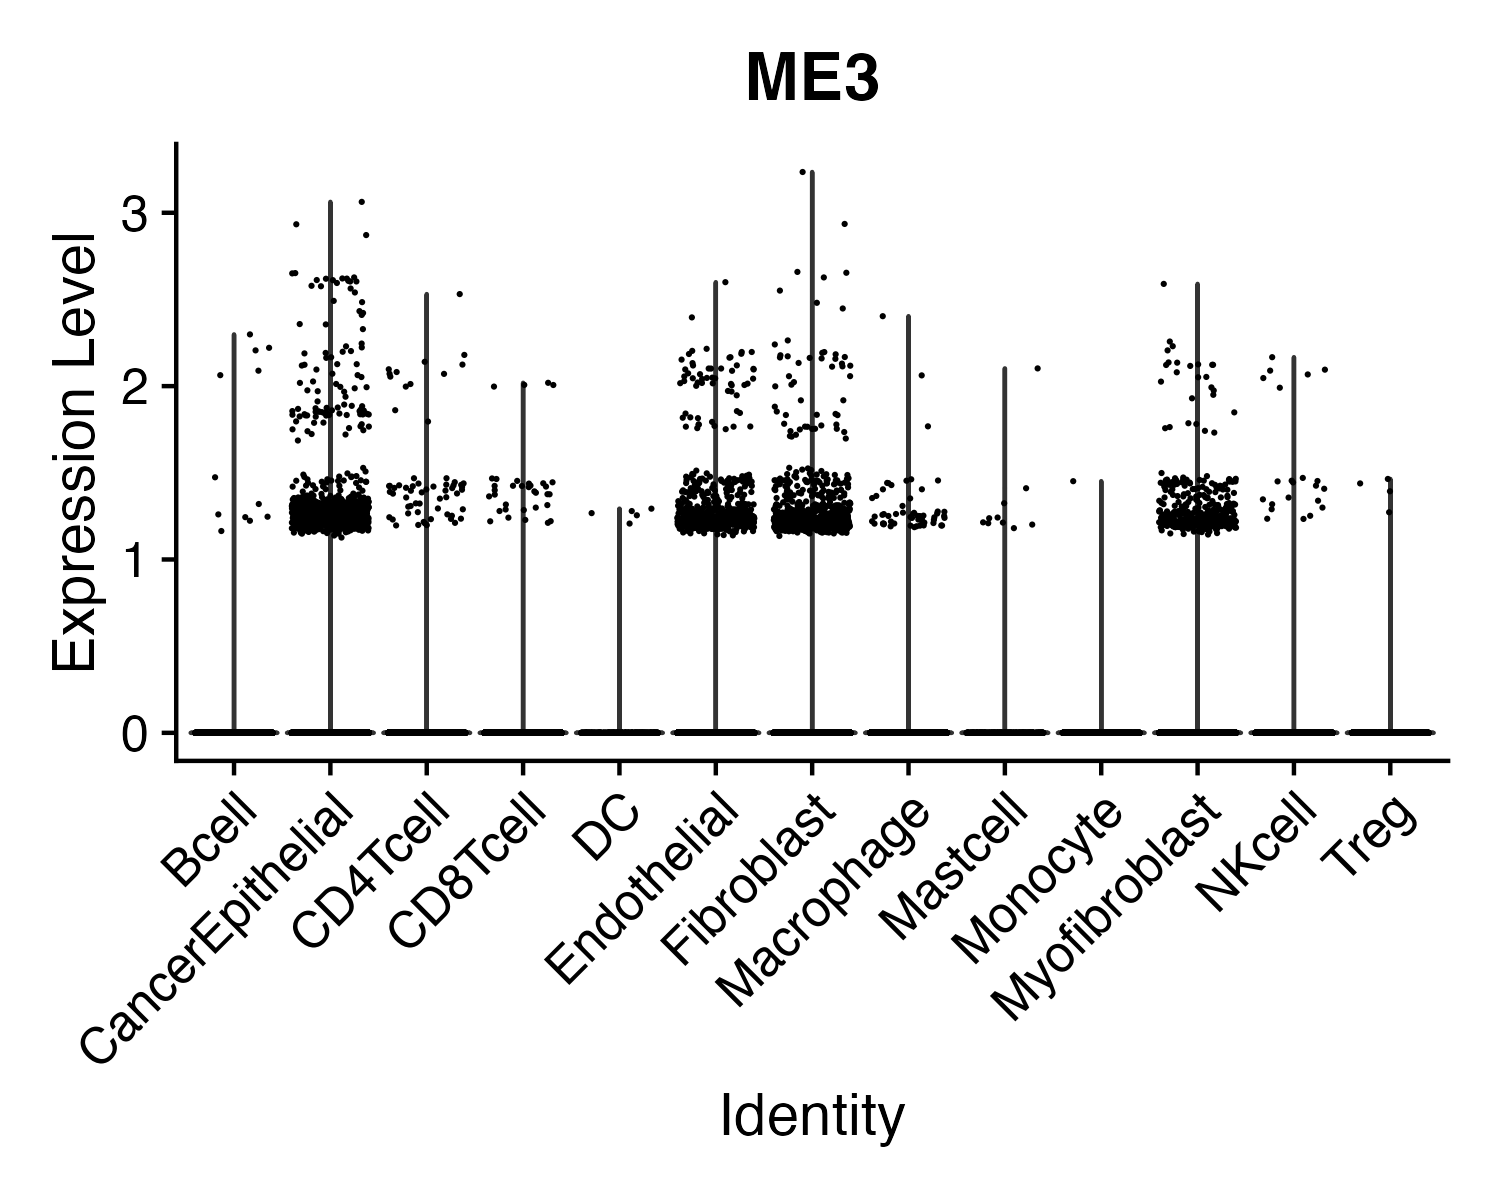 ME3
Expression Level
3
2
1
0
Bcell
CancerEpithelial
CD4Tcell
CD8Tcell
DC
Endothelial
Fibroblast
Macrophage
Mastcell
Monocyte
Myofibroblast
NKcell
Treg
Identity